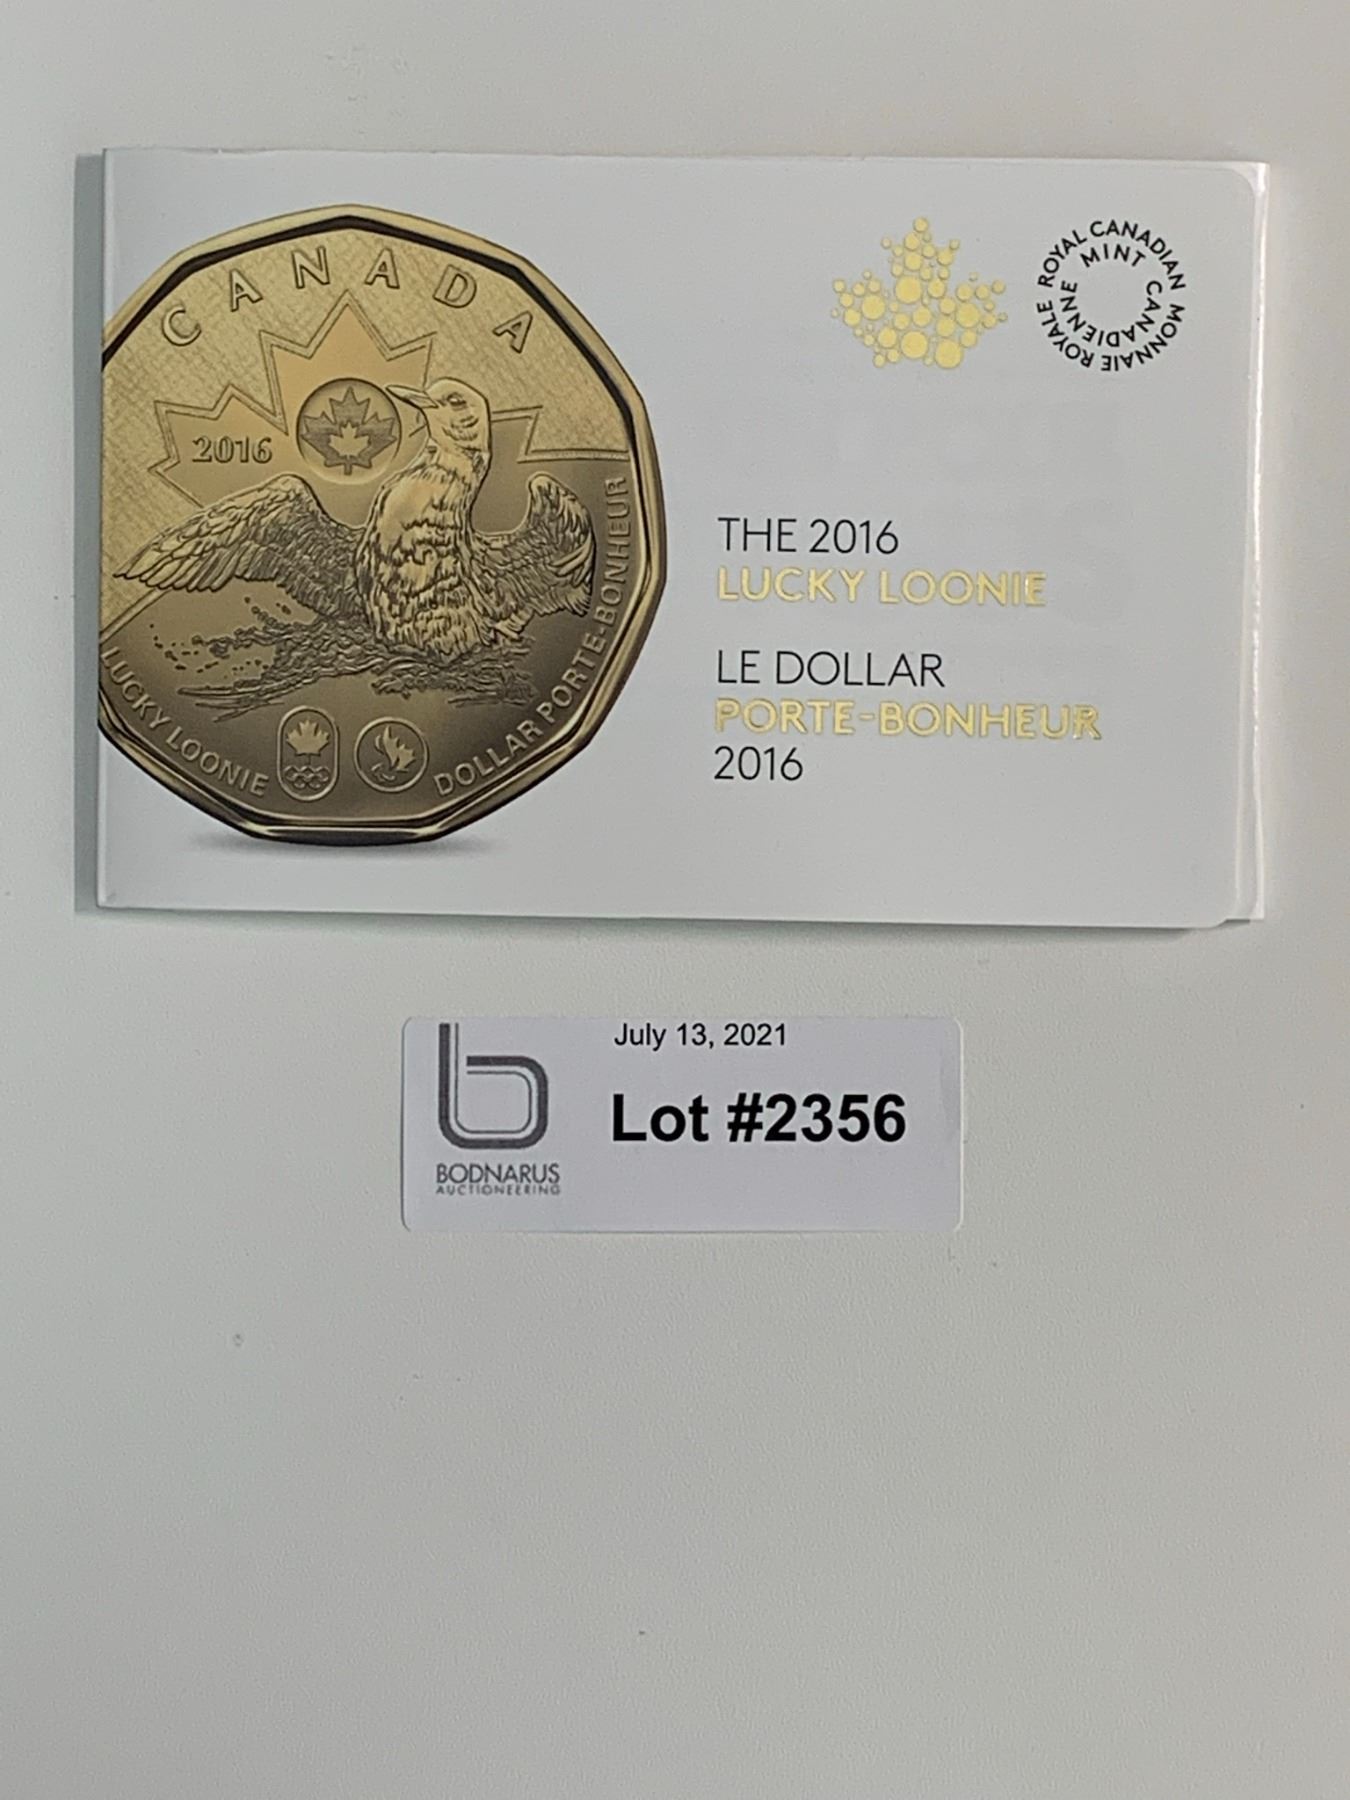 CANADA
2016
LUCKY LOONIE
DOLLAR PORTE-BONHEUR
ROYAL CANADIAN MINT
MONNAIE ROYALE CANADIENNE
THE 2016
LUCKY LOONIE
LE DOLLAR
PORTE-BONHEUR
2016
July 13, 2021
Lot #2356
BODNARUS
AUCTIONEERING